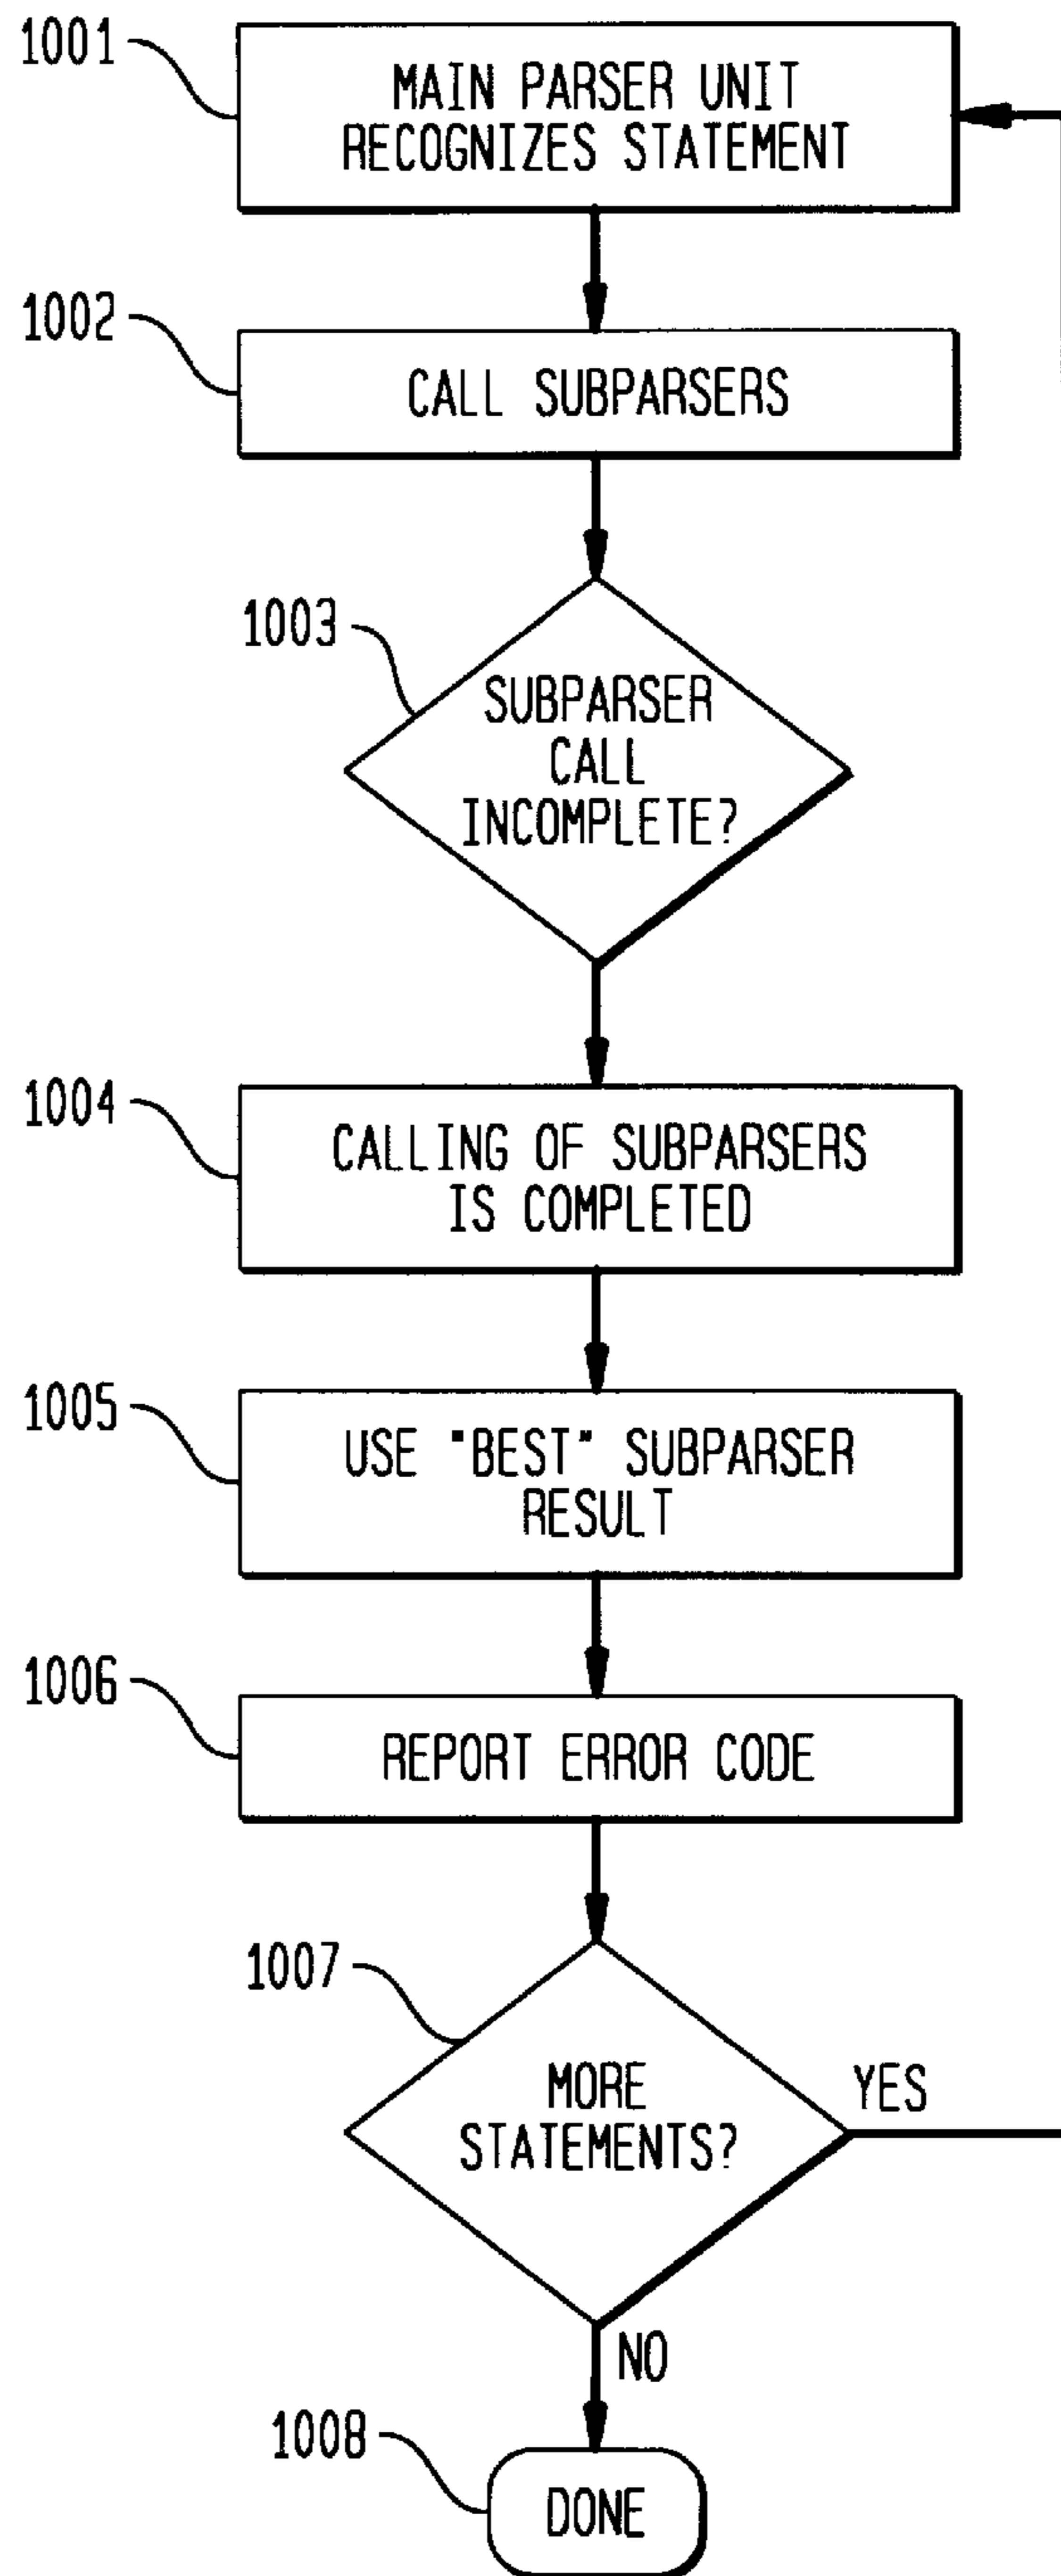 1001
MAIN PARSER UNIT
RECOGNIZES STATEMENT
1002
CALL SUBPARSERS
1003
SUBPARSER
CALL
INCOMPLETE?
1004
CALLING OF SUBPARSERS
IS COMPLETED
1005
USE "BEST" SUBPARSER
RESULT
1006
REPORT ERROR CODE
1007
MORE
STATEMENTS?
YES
NO
1008
DONE